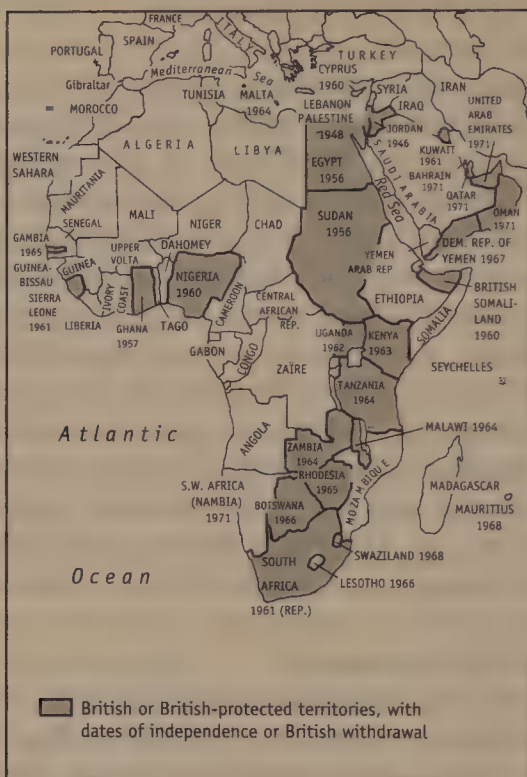 FRANCE
ITALY
PORTUGAL
SPAIN
TURKEY
Gibraltar
Mediterranean Sea
CYPRUS
1960
SYRIA
IRAN
MOROCCO
TUNISIA
MALTA
1964
LEBANON
IRAQ
PALESTINE
1948
JORDAN
1946
UNITED
ARAB
EMIRATES
1971
KUWAIT
1961
BAHRAIN
1971
QATAR
1971
OMAN
1971
WESTERN
SAHARA
ALGERIA
LIBYA
EGYPT
1956
SAUDI ARABIA
Red Sea
MAURITANIA
MALI
NIGER
CHAD
SUDAN
1956
DEM. REP. OF
YEMEN 1967
YEMEN
ARAB REP
Senegal
GAMBIA
1965
GUINEA-
BISSAU
GUINEA
SIERRA
LEONE
1961
LIBERIA
IVORY
COAST
UPPER
VOLTA
GHANA
1957
TAGO
DAHOMEY
NIGERIA
1960
CAMEROON
CENTRAL
AFRICAN REP.
ETHIOPIA
BRITISH
SOMALI-
LAND
1960
SOMALIA
GABON
CONGO
ZAÏRE
UGANDA
1962
KENYA
1963
SEYCHELLES
TANZANIA
1964
Atlantic
Ocean
ANGOLA
ZAMBIA
1964
MALAWI 1964
RHODESIA
1965
MOZAMBIQUE
MADAGASCAR
MAURITIUS
1968
S.W. AFRICA
(NAMBIA)
1971
BOTSWANA
1966
SWAZILAND 1968
LESOTHO 1966
SOUTH
AFRICA
1961 (REP.)
British or British-protected territories, with
dates of independence or British withdrawal